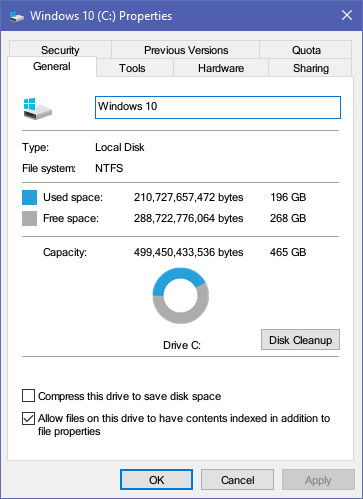 Windows 10 (C:) Properties
Security Previous Versions Quota
General Tools Hardware Sharing
Windows 10
Type: Local Disk
File system: NTFS
Used space: 210,727,657,472 bytes 196 GB
Free space: 288,722,776,064 bytes 268 GB
Capacity: 499,450,433,536 bytes 465 GB
Drive C:
Disk Cleanup
Compress this drive to save disk space
Allow files on this drive to have contents indexed in addition to
file properties
OK Cancel Apply